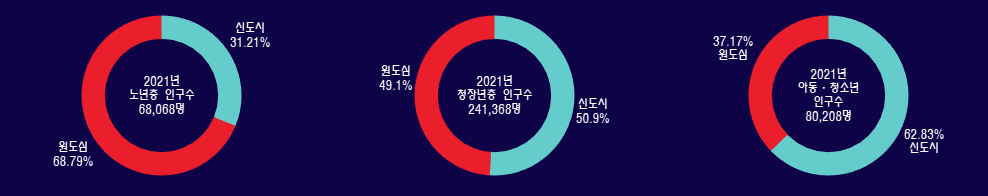 신도시
31.21%
2021년
노년층 인구수
68,068명
원도심
68.79%
원도심
49.1%
2021년
청장년층 인구수
241,368명
신도시
50.9%
37.17%
원도심
2021년
아동·청소년
인구수
80,208명
62.83%
신도시